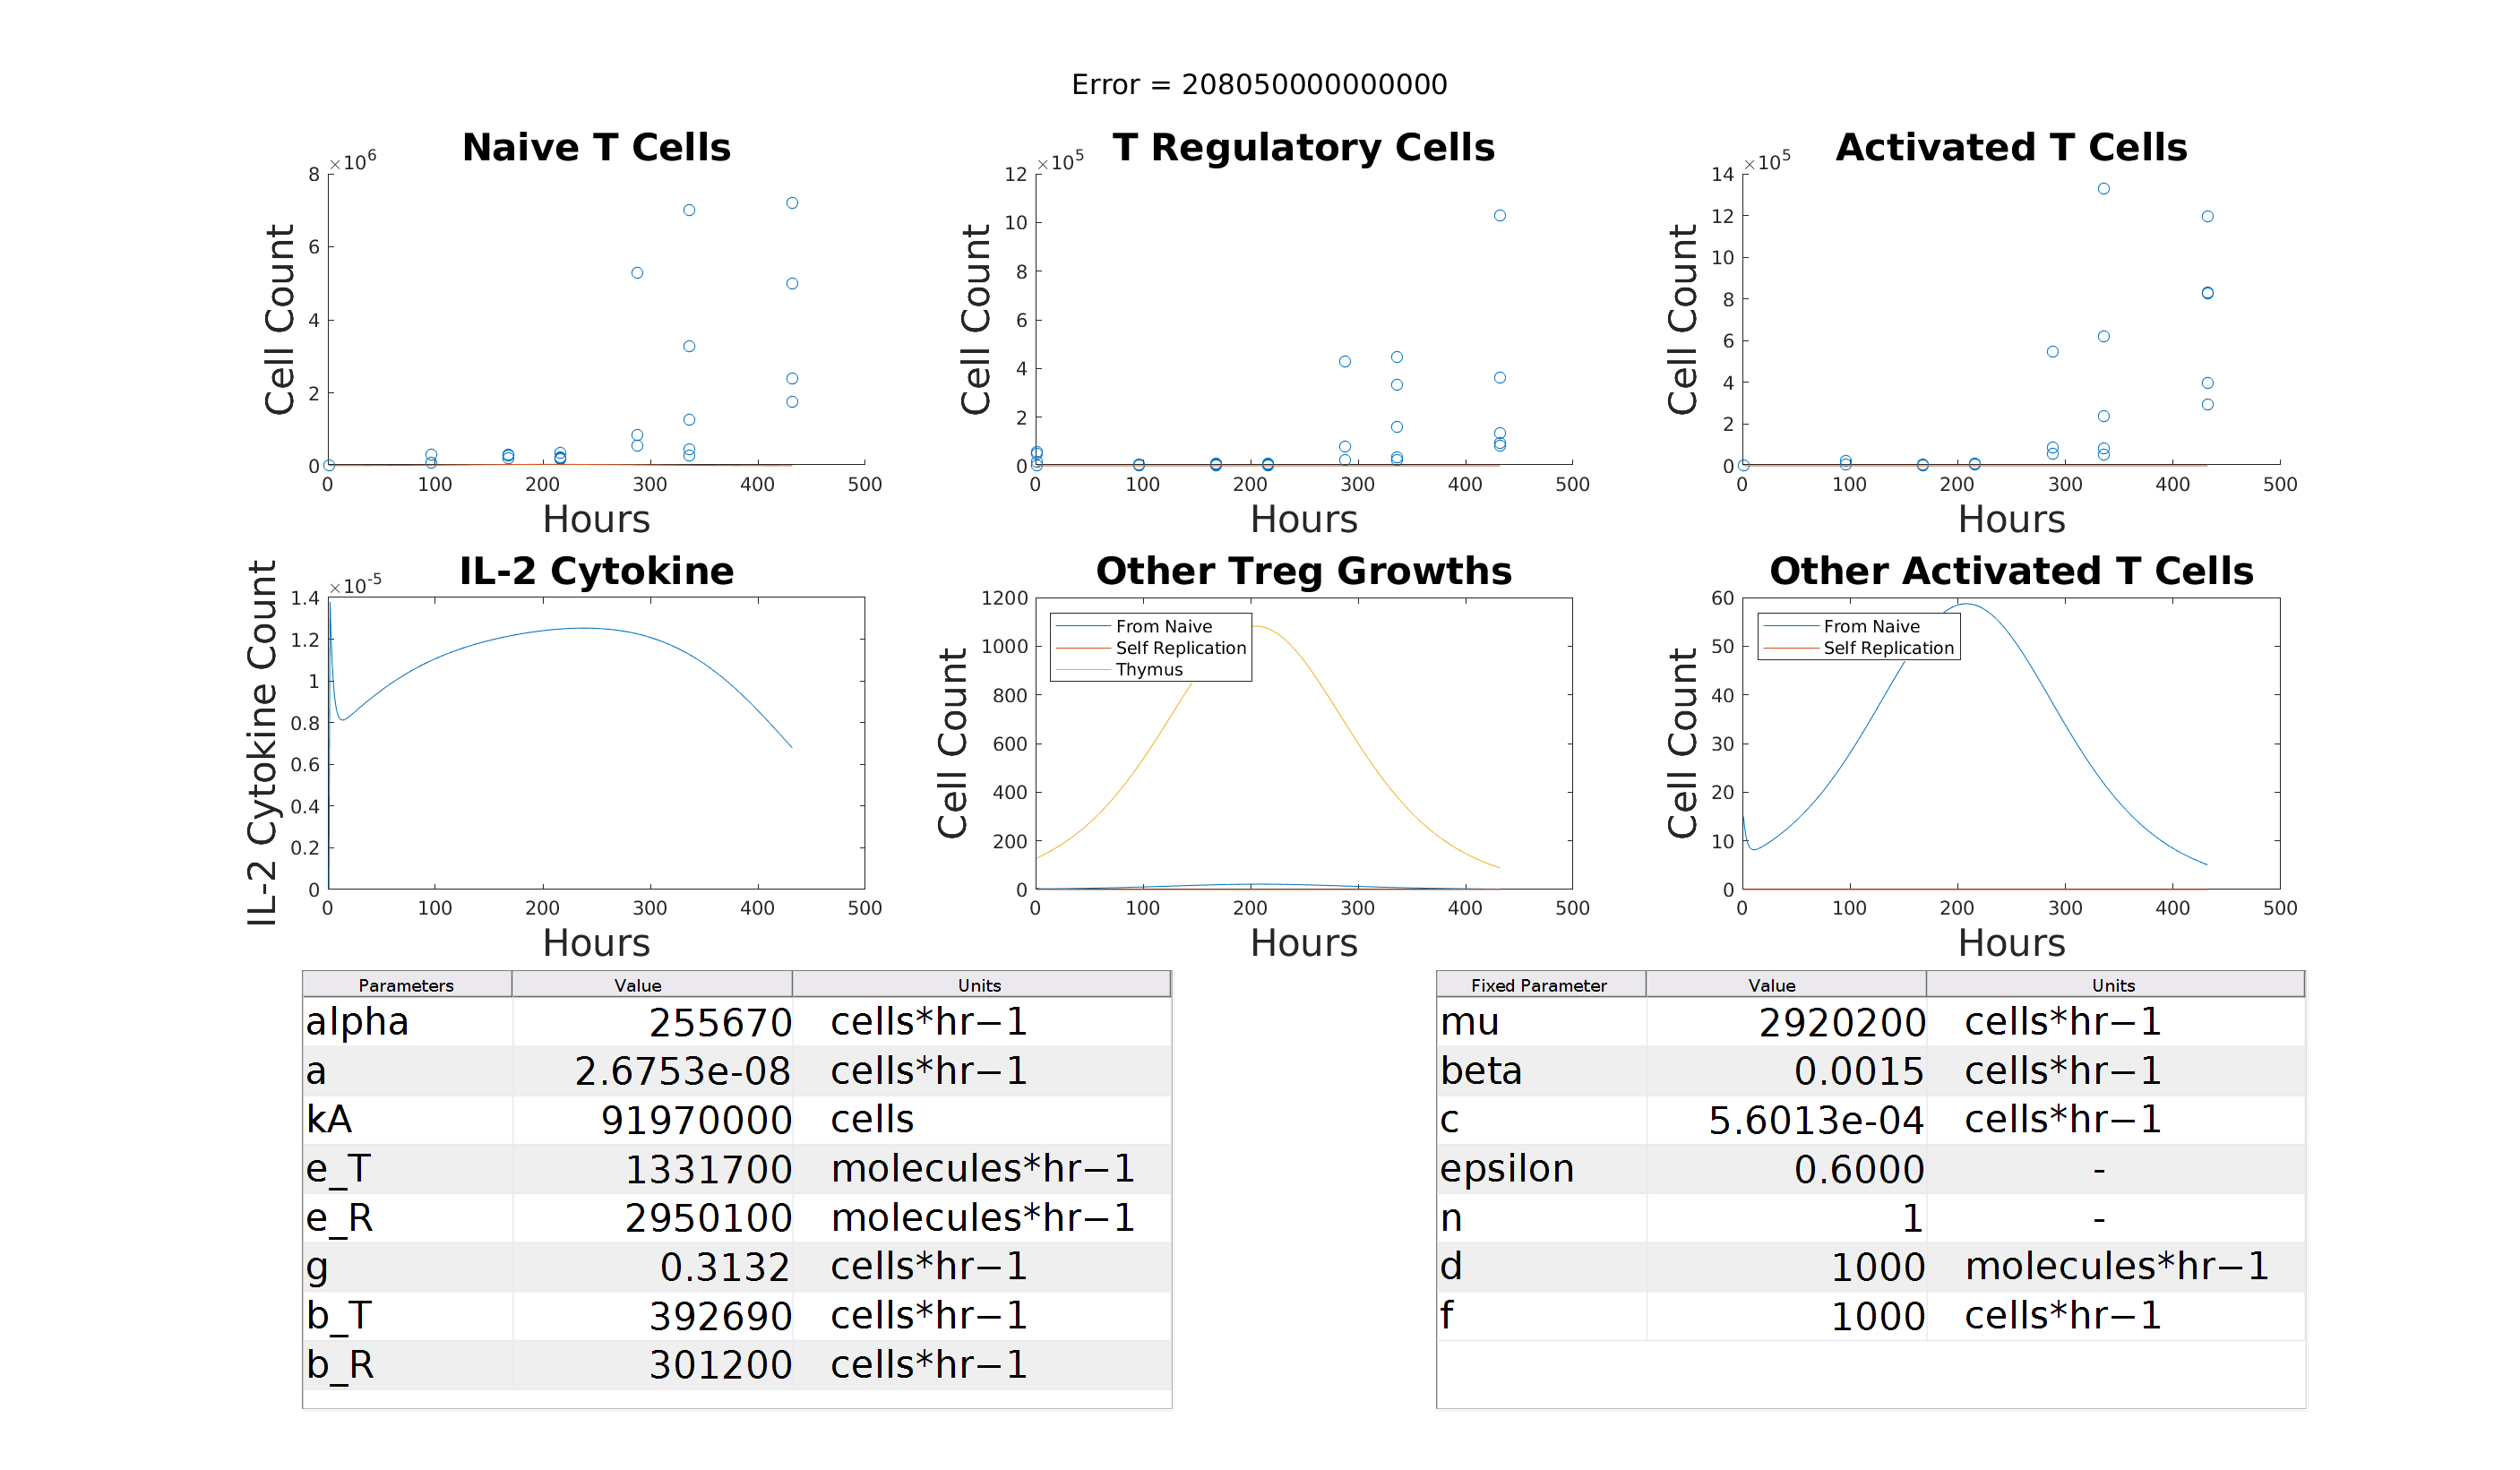 Error = 208050000000000
Naive T Cells
×10^6
Cell Count
8
6
4
2
0
0 100 200 300 400 500
Hours
T Regulatory Cells
×10^5
Cell Count
12
10
8
6
4
2
0
0 100 200 300 400 500
Hours
Activated T Cells
×10^5
Cell Count
14
12
10
8
6
4
2
0
0 100 200 300 400 500
Hours
IL-2 Cytokine
×10^-5
IL-2 Cytokine Count
1.4
1.2
1
0.8
0.6
0.4
0.2
0
0 100 200 300 400 500
Hours
Other Treg Growths
Cell Count
1200
1000
800
600
400
200
0
From Naive
Self Replication
Thymus
0 100 200 300 400 500
Hours
Other Activated T Cells
Cell Count
60
50
40
30
20
10
0
From Naive
Self Replication
0 100 200 300 400 500
Hours
Parameters Value Units
alpha 255670 cells*hr−1
a 2.6753e-08 cells*hr−1
kA 91970000 cells
e_T 1331700 molecules*hr−1
e_R 2950100 molecules*hr−1
g 0.3132 cells*hr−1
b_T 392690 cells*hr−1
b_R 301200 cells*hr−1
Fixed Parameter Value Units
mu 2920200 cells*hr−1
beta 0.0015 cells*hr−1
c 5.6013e-04 cells*hr−1
epsilon 0.6000 -
n 1 -
d 1000 molecules*hr−1
f 1000 cells*hr−1